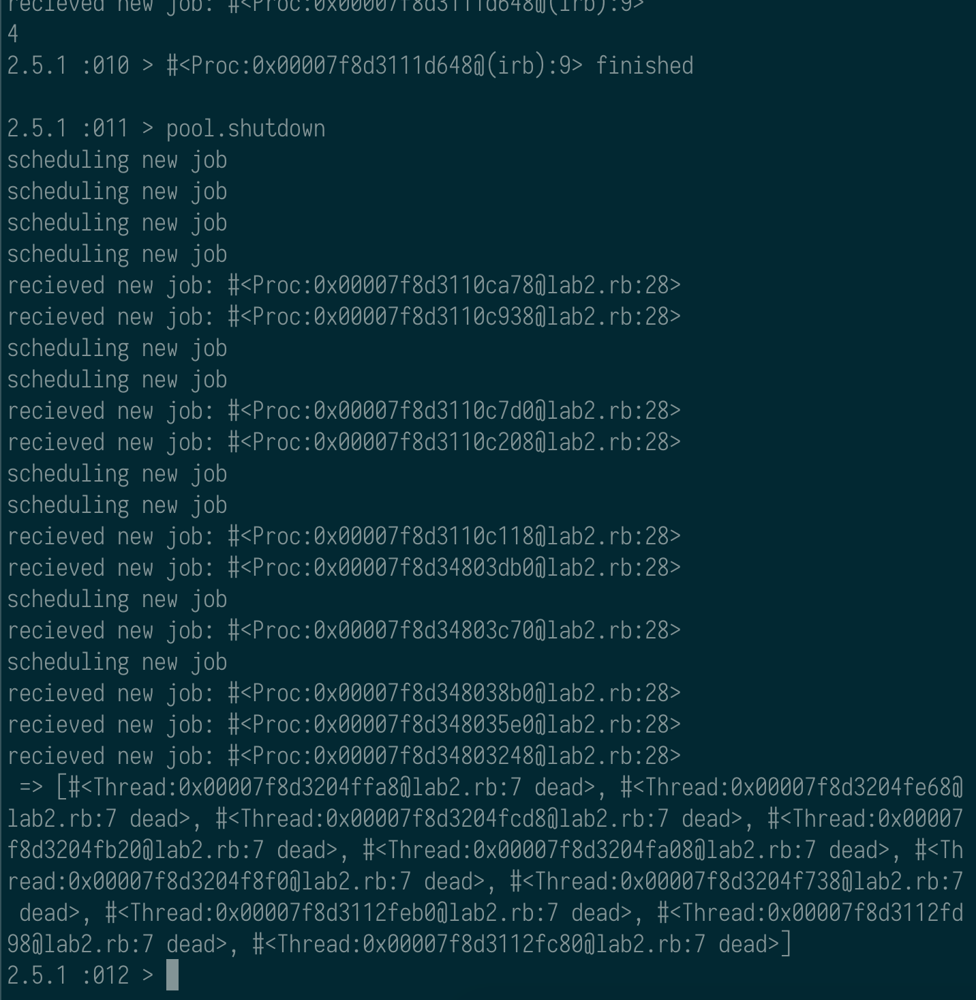 recieved new job: #<Proc:0x00007f8d3111d648@(irb):9>
4
2.5.1 :010 > #<Proc:0x00007f8d3111d648@(irb):9> finished
2.5.1 :011 > pool.shutdown
scheduling new job
scheduling new job
scheduling new job
scheduling new job
recieved new job: #<Proc:0x00007f8d3110ca78@lab2.rb:28>
recieved new job: #<Proc:0x00007f8d3110c938@lab2.rb:28>
scheduling new job
scheduling new job
recieved new job: #<Proc:0x00007f8d3110c7d0@lab2.rb:28>
recieved new job: #<Proc:0x00007f8d3110c208@lab2.rb:28>
scheduling new job
scheduling new job
recieved new job: #<Proc:0x00007f8d3110c118@lab2.rb:28>
recieved new job: #<Proc:0x00007f8d34803db0@lab2.rb:28>
scheduling new job
recieved new job: #<Proc:0x00007f8d34803c70@lab2.rb:28>
scheduling new job
recieved new job: #<Proc:0x00007f8d348038b0@lab2.rb:28>
recieved new job: #<Proc:0x00007f8d348035e0@lab2.rb:28>
recieved new job: #<Proc:0x00007f8d34803248@lab2.rb:28>
 => [#<Thread:0x00007f8d3204ffa8@lab2.rb:7 dead>, #<Thread:0x00007f8d3204fe68@
lab2.rb:7 dead>, #<Thread:0x00007f8d3204fcd8@lab2.rb:7 dead>, #<Thread:0x00007
f8d3204fb20@lab2.rb:7 dead>, #<Thread:0x00007f8d3204fa08@lab2.rb:7 dead>, #<Th
read:0x00007f8d3204f8f0@lab2.rb:7 dead>, #<Thread:0x00007f8d3204f738@lab2.rb:7
 dead>, #<Thread:0x00007f8d3112feb0@lab2.rb:7 dead>, #<Thread:0x00007f8d3112fd
98@lab2.rb:7 dead>, #<Thread:0x00007f8d3112fc80@lab2.rb:7 dead>]
2.5.1 :012 >